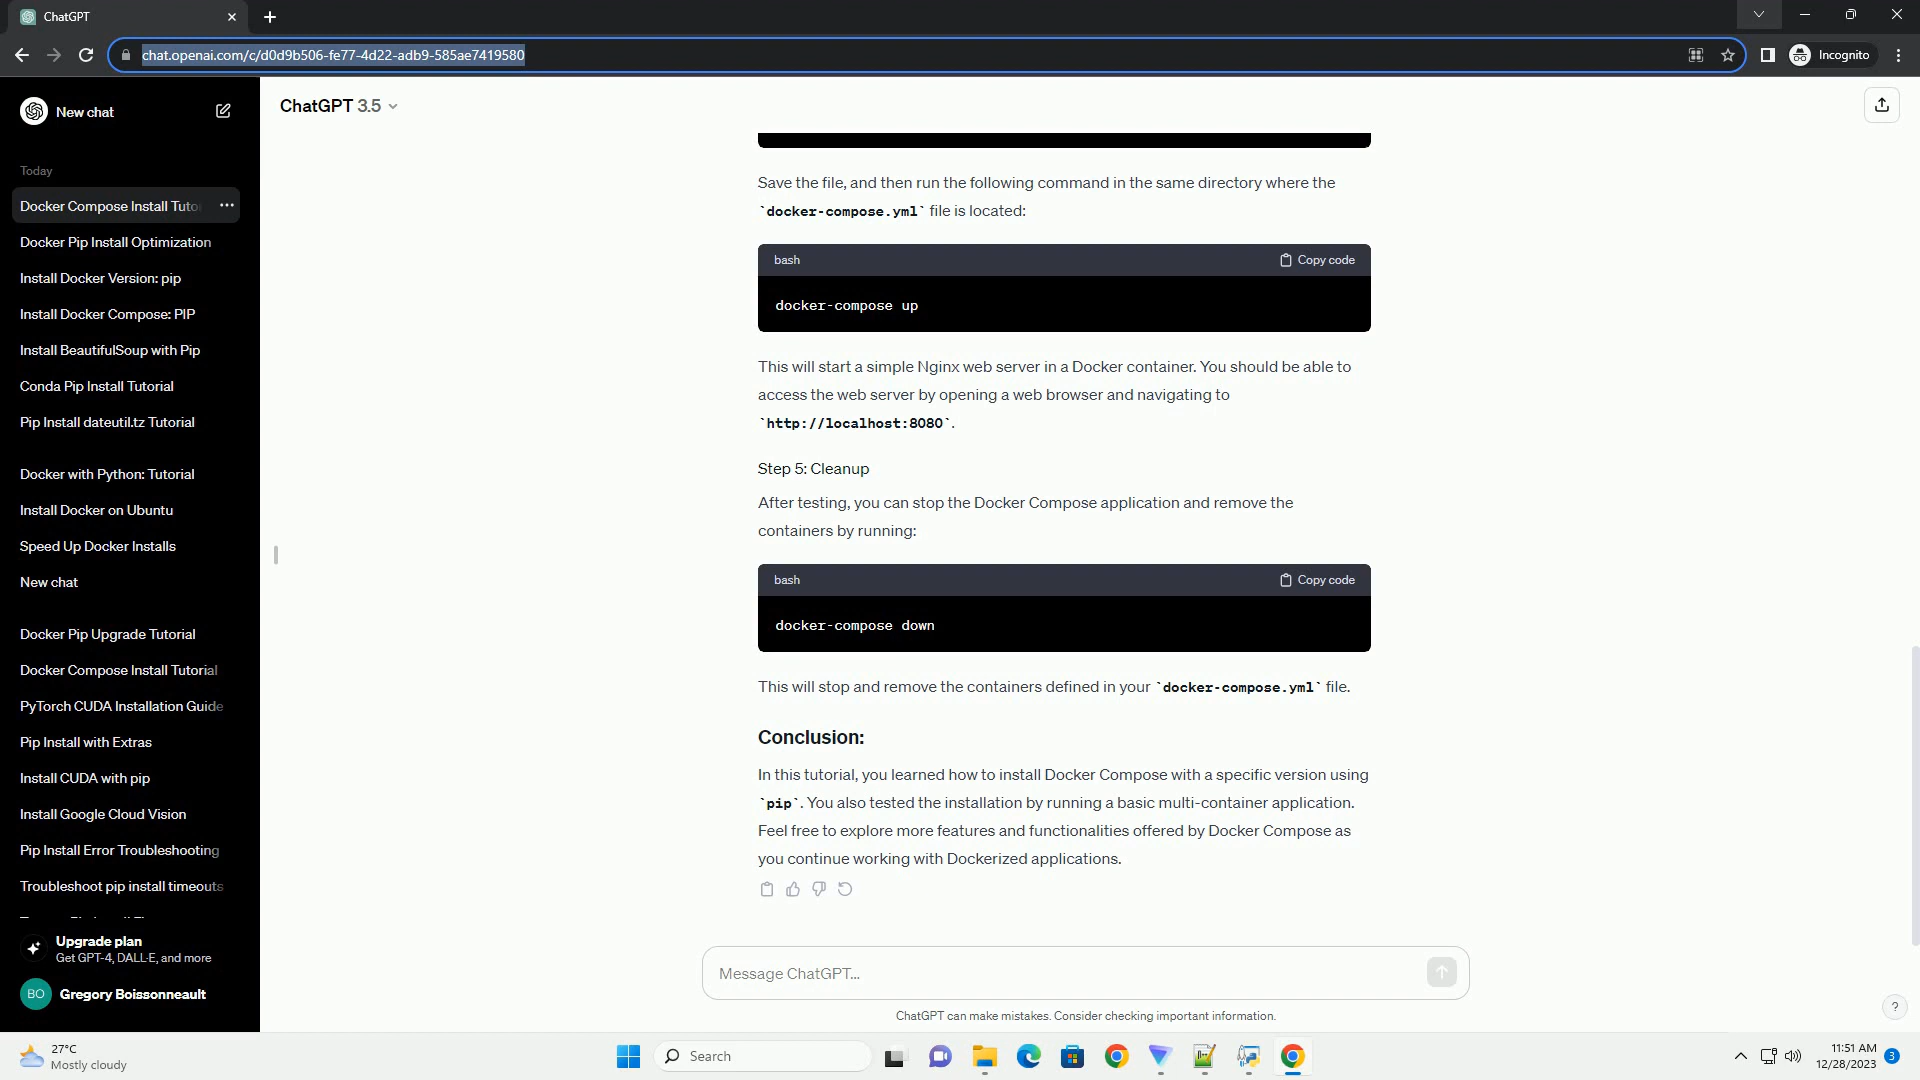 ChatGPT
chat.openai.com/c/d0d9b506-fe77-4d22-adb9-585ae7419580
Incognito
New chat
ChatGPT 3.5
Today
Docker Compose Install Tuto
Docker Pip Install Optimization
Install Docker Version: pip
Install Docker Compose: PIP
Install BeautifulSoup with Pip
Conda Pip Install Tutorial
Pip Install dateutil.tz Tutorial
Docker with Python: Tutorial
Install Docker on Ubuntu
Speed Up Docker Installs
New chat
Docker Pip Upgrade Tutorial
Docker Compose Install Tutorial
PyTorch CUDA Installation Guide
Pip Install with Extras
Install CUDA with pip
Install Google Cloud Vision
Pip Install Error Troubleshooting
Troubleshoot pip install timeouts
Upgrade plan
Get GPT-4, DALL·E, and more
BO
Gregory Boissonneault
Save the file, and then run the following command in the same directory where the
`docker-compose.yml` file is located:
bash
Copy code
docker-compose up
This will start a simple Nginx web server in a Docker container. You should be able to
access the web server by opening a web browser and navigating to
`http://localhost:8080`.
Step 5: Cleanup
After testing, you can stop the Docker Compose application and remove the
containers by running:
bash
Copy code
docker-compose down
This will stop and remove the containers defined in your `docker-compose.yml` file.
Conclusion:
In this tutorial, you learned how to install Docker Compose with a specific version using
`pip`. You also tested the installation by running a basic multi-container application.
Feel free to explore more features and functionalities offered by Docker Compose as
you continue working with Dockerized applications.
Message ChatGPT...
ChatGPT can make mistakes. Consider checking important information.
?
27°C
Mostly cloudy
Search
11:51 AM
12/28/2023
3